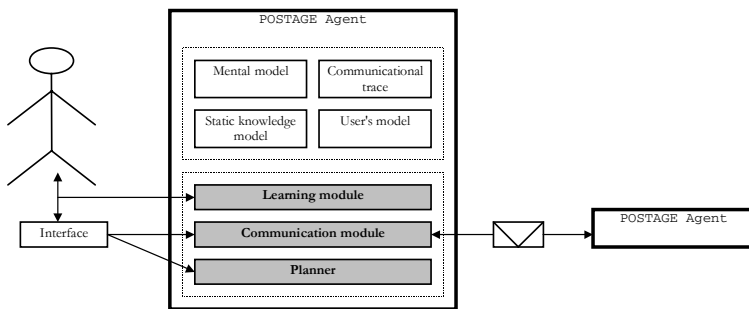 POSTAGE Agent
Mental model
Communicational
trace
Static knowledge
model
User's model
Learning module
Interface
Communication module
POSTAGE Agent
Planner